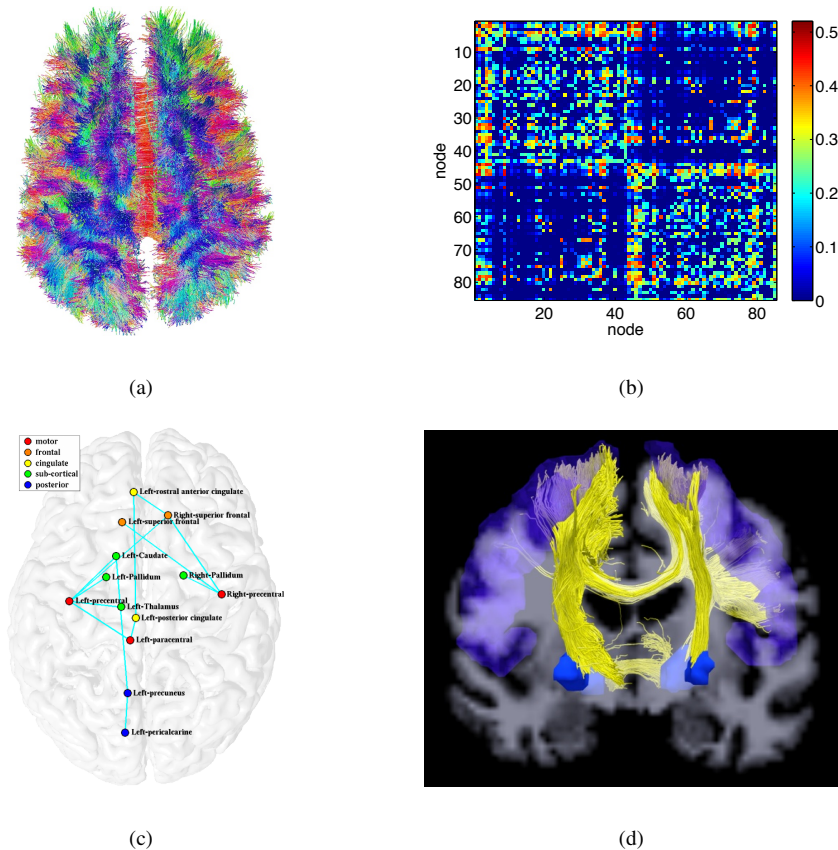 0.5
10
0.4
20
30
0.3
40
node
50
0.2
60
70
0.1
80
0
20
40
60
80
node
(a)
(b)
motor
frontal
cingulate
sub-cortical
posterior
Left-rostral anterior cingulate
Right-superior frontal
Left-superior frontal
Left-Caudate
Left-Pallidum
Right-Pallidum
Left-precentral
Right-precentral
Left-Thalamus
Left-posterior cingulate
Left-paracentral
Left-precuneus
Left-pericalcarine
(c)
(d)